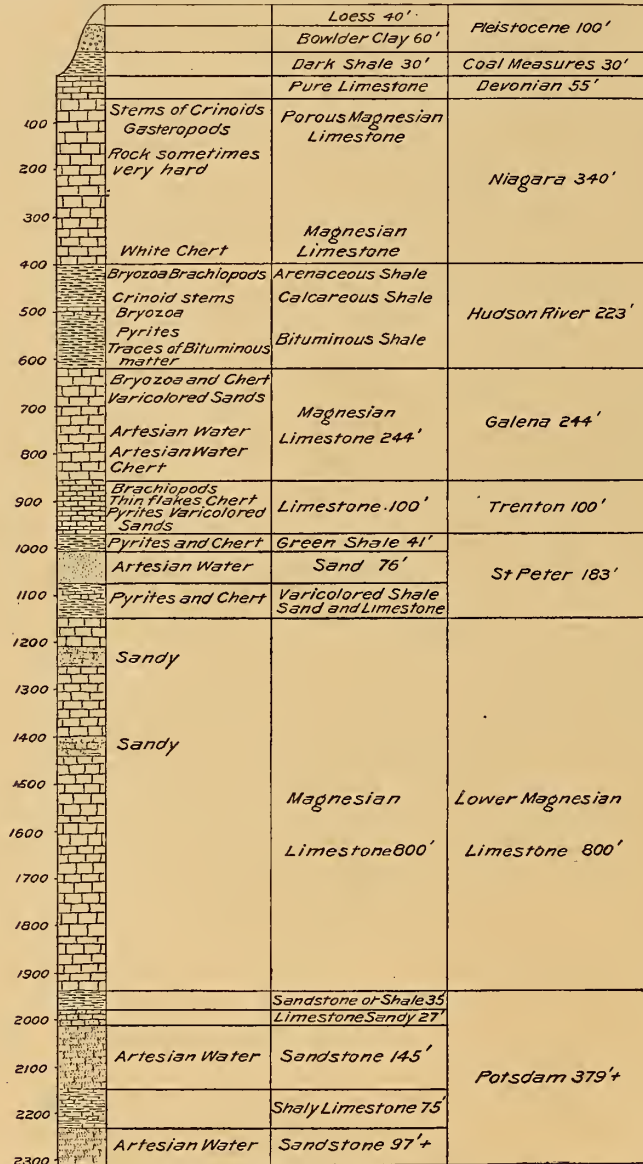 Loess 40'
Bowlder Clay 60'
Pleistocene 100'
Dark Shale 30'
Coal Measures 30'
Pure Limestone
Devonian 55'
100
Stems of Crinoids
Gasteropods
Porous Magnesian
Limestone
Rock sometimes
very hard
200
Niagara 340'
300
Magnesian
White Chert
Limestone
400
Bryozoa Brachiopods
Arenaceous Shale
Crinoid stems
Calcareous Shale
500
Bryozoa
Hudson River 223'
Pyrites
Bituminous Shale
Traces of Bituminous
matter
600
Bryozoa and Chert
Varicolored Sands
700
Magnesian
Galena 244'
Artesian Water
Limestone 244'
800
Artesian Water
Chert
Brachiopods
Thin flakes Chert
900
Limestone 100'
Trenton 100'
Pyrites Varicolored
Sands
1000
Pyrites and Chert
Green Shale 41'
Artesian Water
Sand 76'
St Peter 183'
1100
Pyrites and Chert
Varicolored Shale
Sand and Limestone
1200
Sandy
1300
1400
Sandy
1500
Magnesian
Lower Magnesian
1600
Limestone 800'
Limestone 800'
1700
1800
1900
Sandstone or Shale 35'
2000
Limestone Sandy 27'
2100
Artesian Water
Sandstone 145'
Potsdam 379'+
2200
Shaly Limestone 75'
2300
Artesian Water
Sandstone 97'+